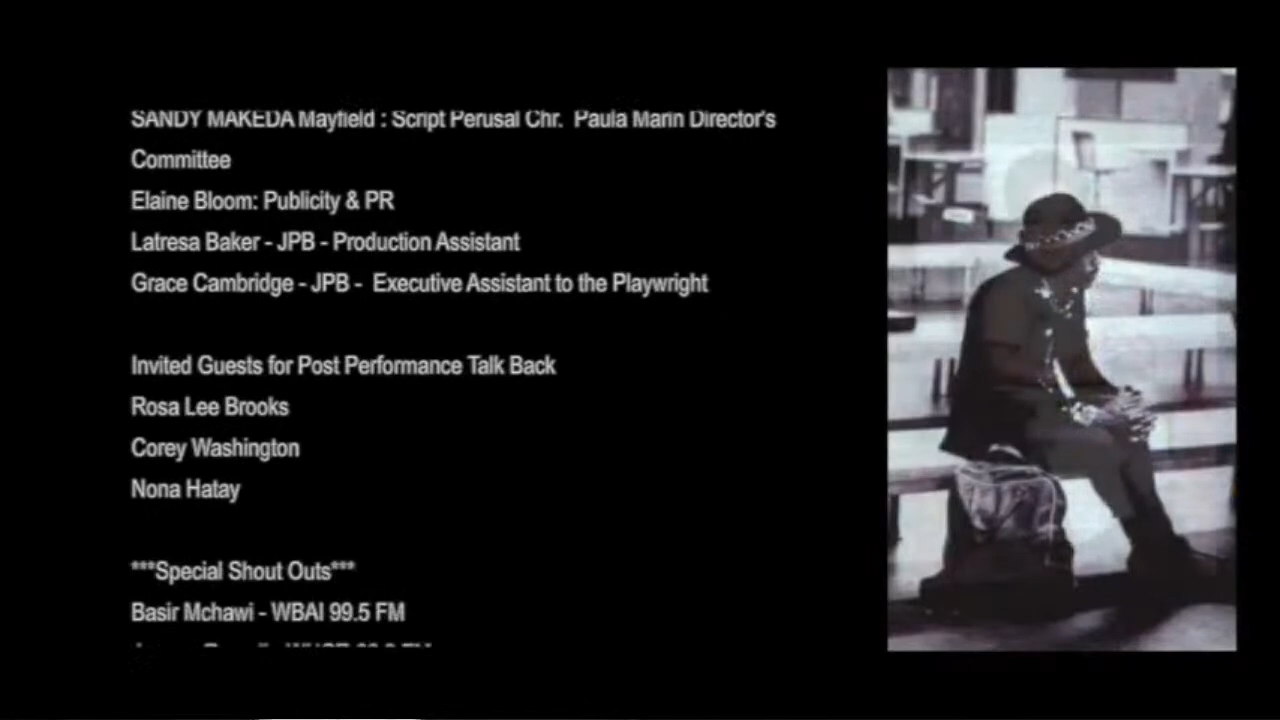 SANDY MAKEDA Mayfield : Script Perusal Chr.  Paula Marin Director's
Committee
Elaine Bloom: Publicity & PR
Latresa Baker - JPB - Production Assistant
Grace Cambridge - JPB -  Executive Assistant to the Playwright
Invited Guests for Post Performance Talk Back
Rosa Lee Brooks
Corey Washington
Nona Hatay
***Special Shout Outs***
Basir Mchawi - WBAI 99.5 FM